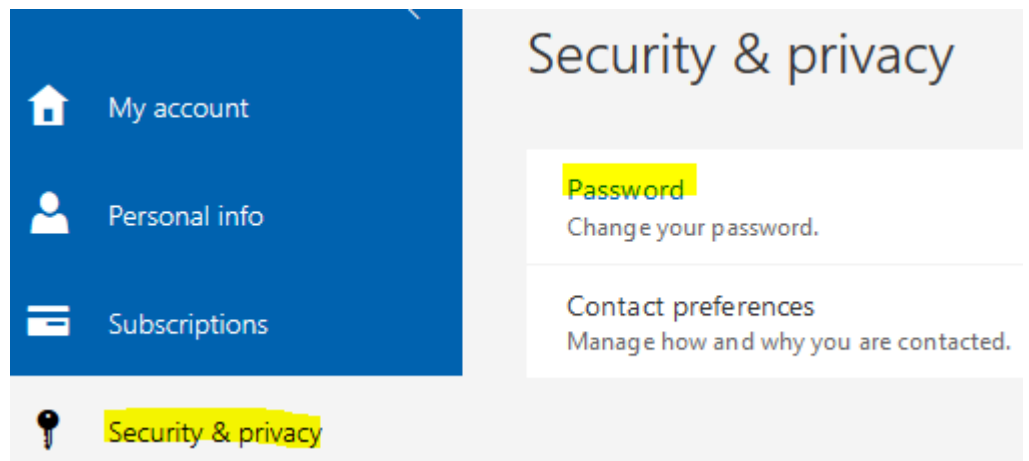 My account
Personal info
Subscriptions
Security & privacy
Security & privacy
Password
Change your password.
Contact preferences
Manage how and why you are contacted.